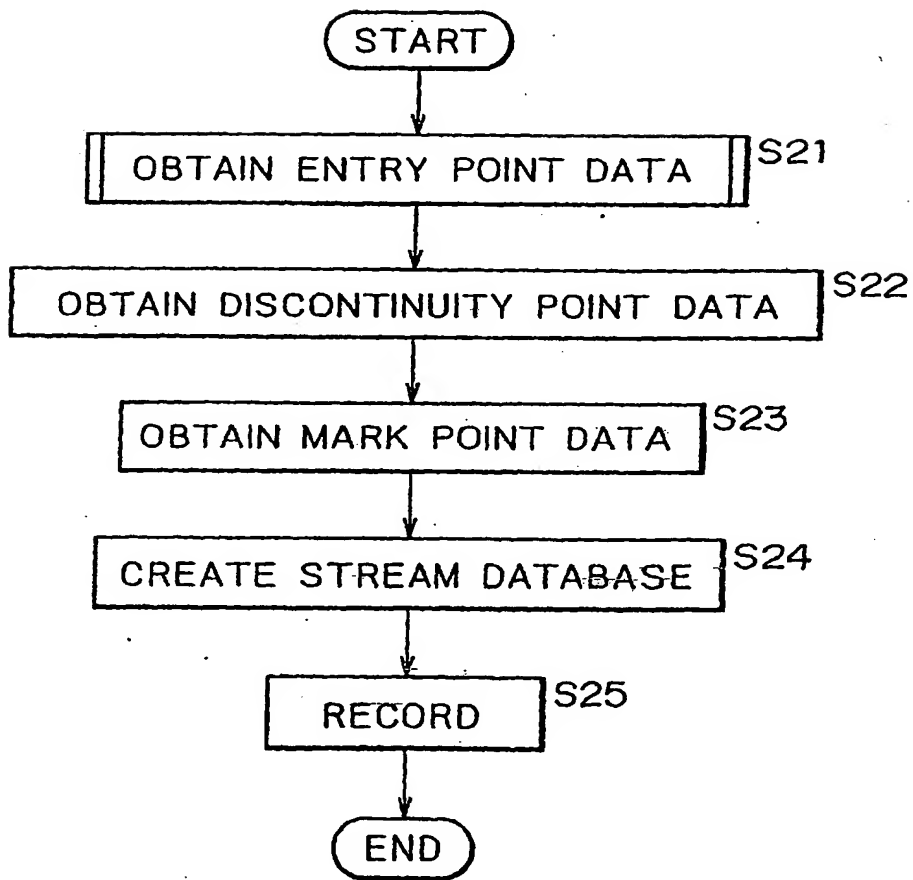 START
OBTAIN ENTRY POINT DATA S21
OBTAIN DISCONTINUITY POINT DATA S22
OBTAIN MARK POINT DATA S23
CREATE STREAM DATABASE S24
RECORD S25
END